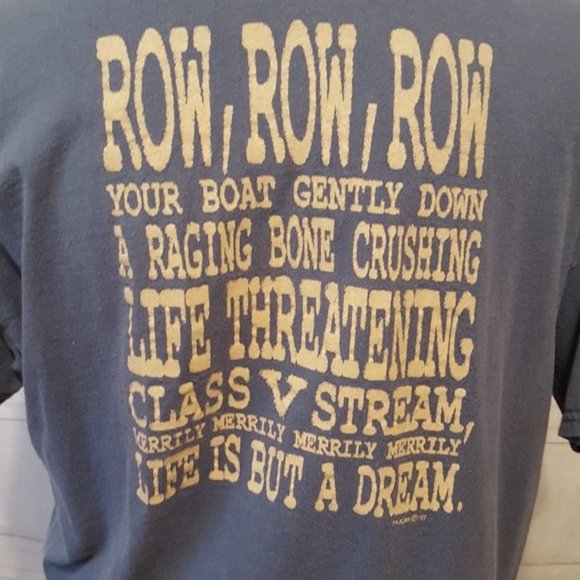 ROW, ROW, ROW
YOUR BOAT GENTLY DOWN
A RAGING BONE CRUSHING
LIFE THREATENING
CLASS V STREAM,
MERRILY MERRILY MERRILY MERRILY
LIFE IS BUT A DREAM.